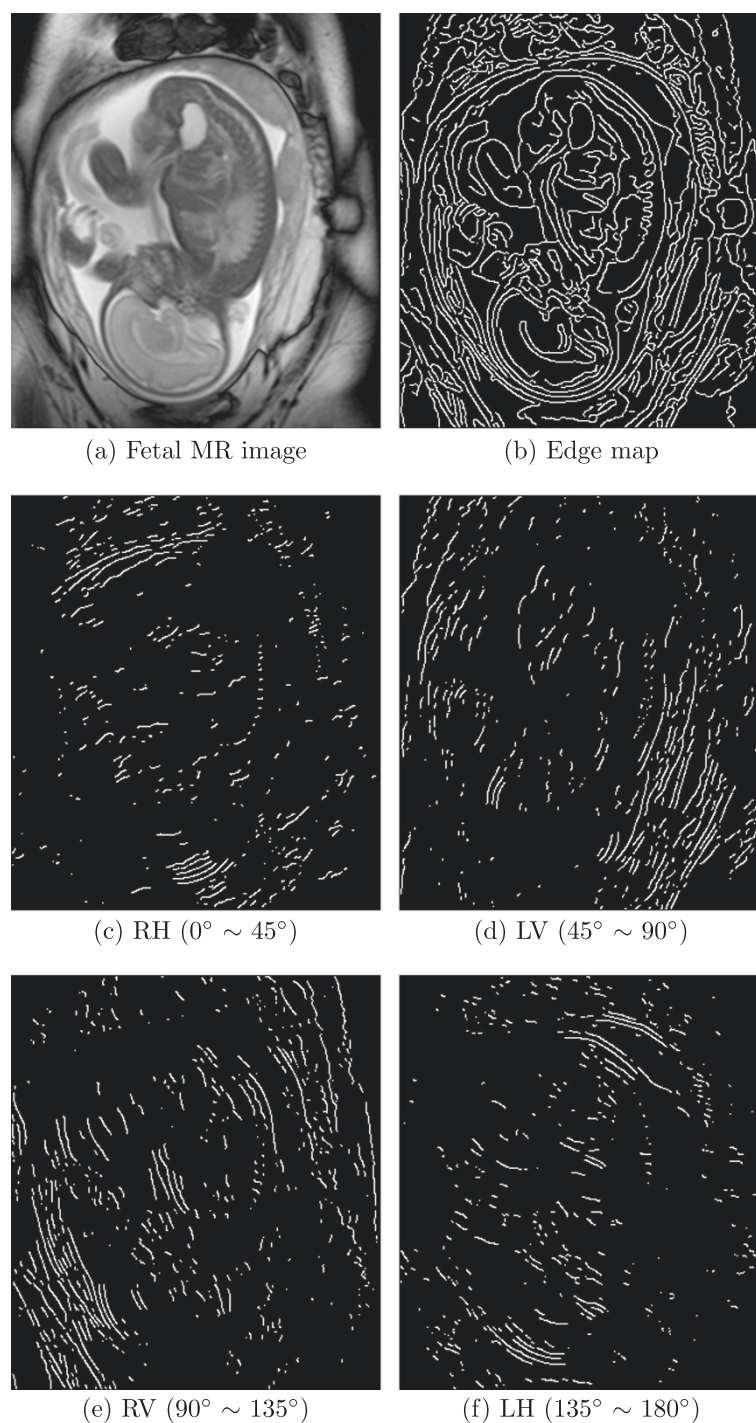 (a) Fetal MR image
(b) Edge map
(c) RH (0° ~ 45°)
(d) LV (45° ~ 90°)
(e) RV (90° ~ 135°)
(f) LH (135° ~ 180°)